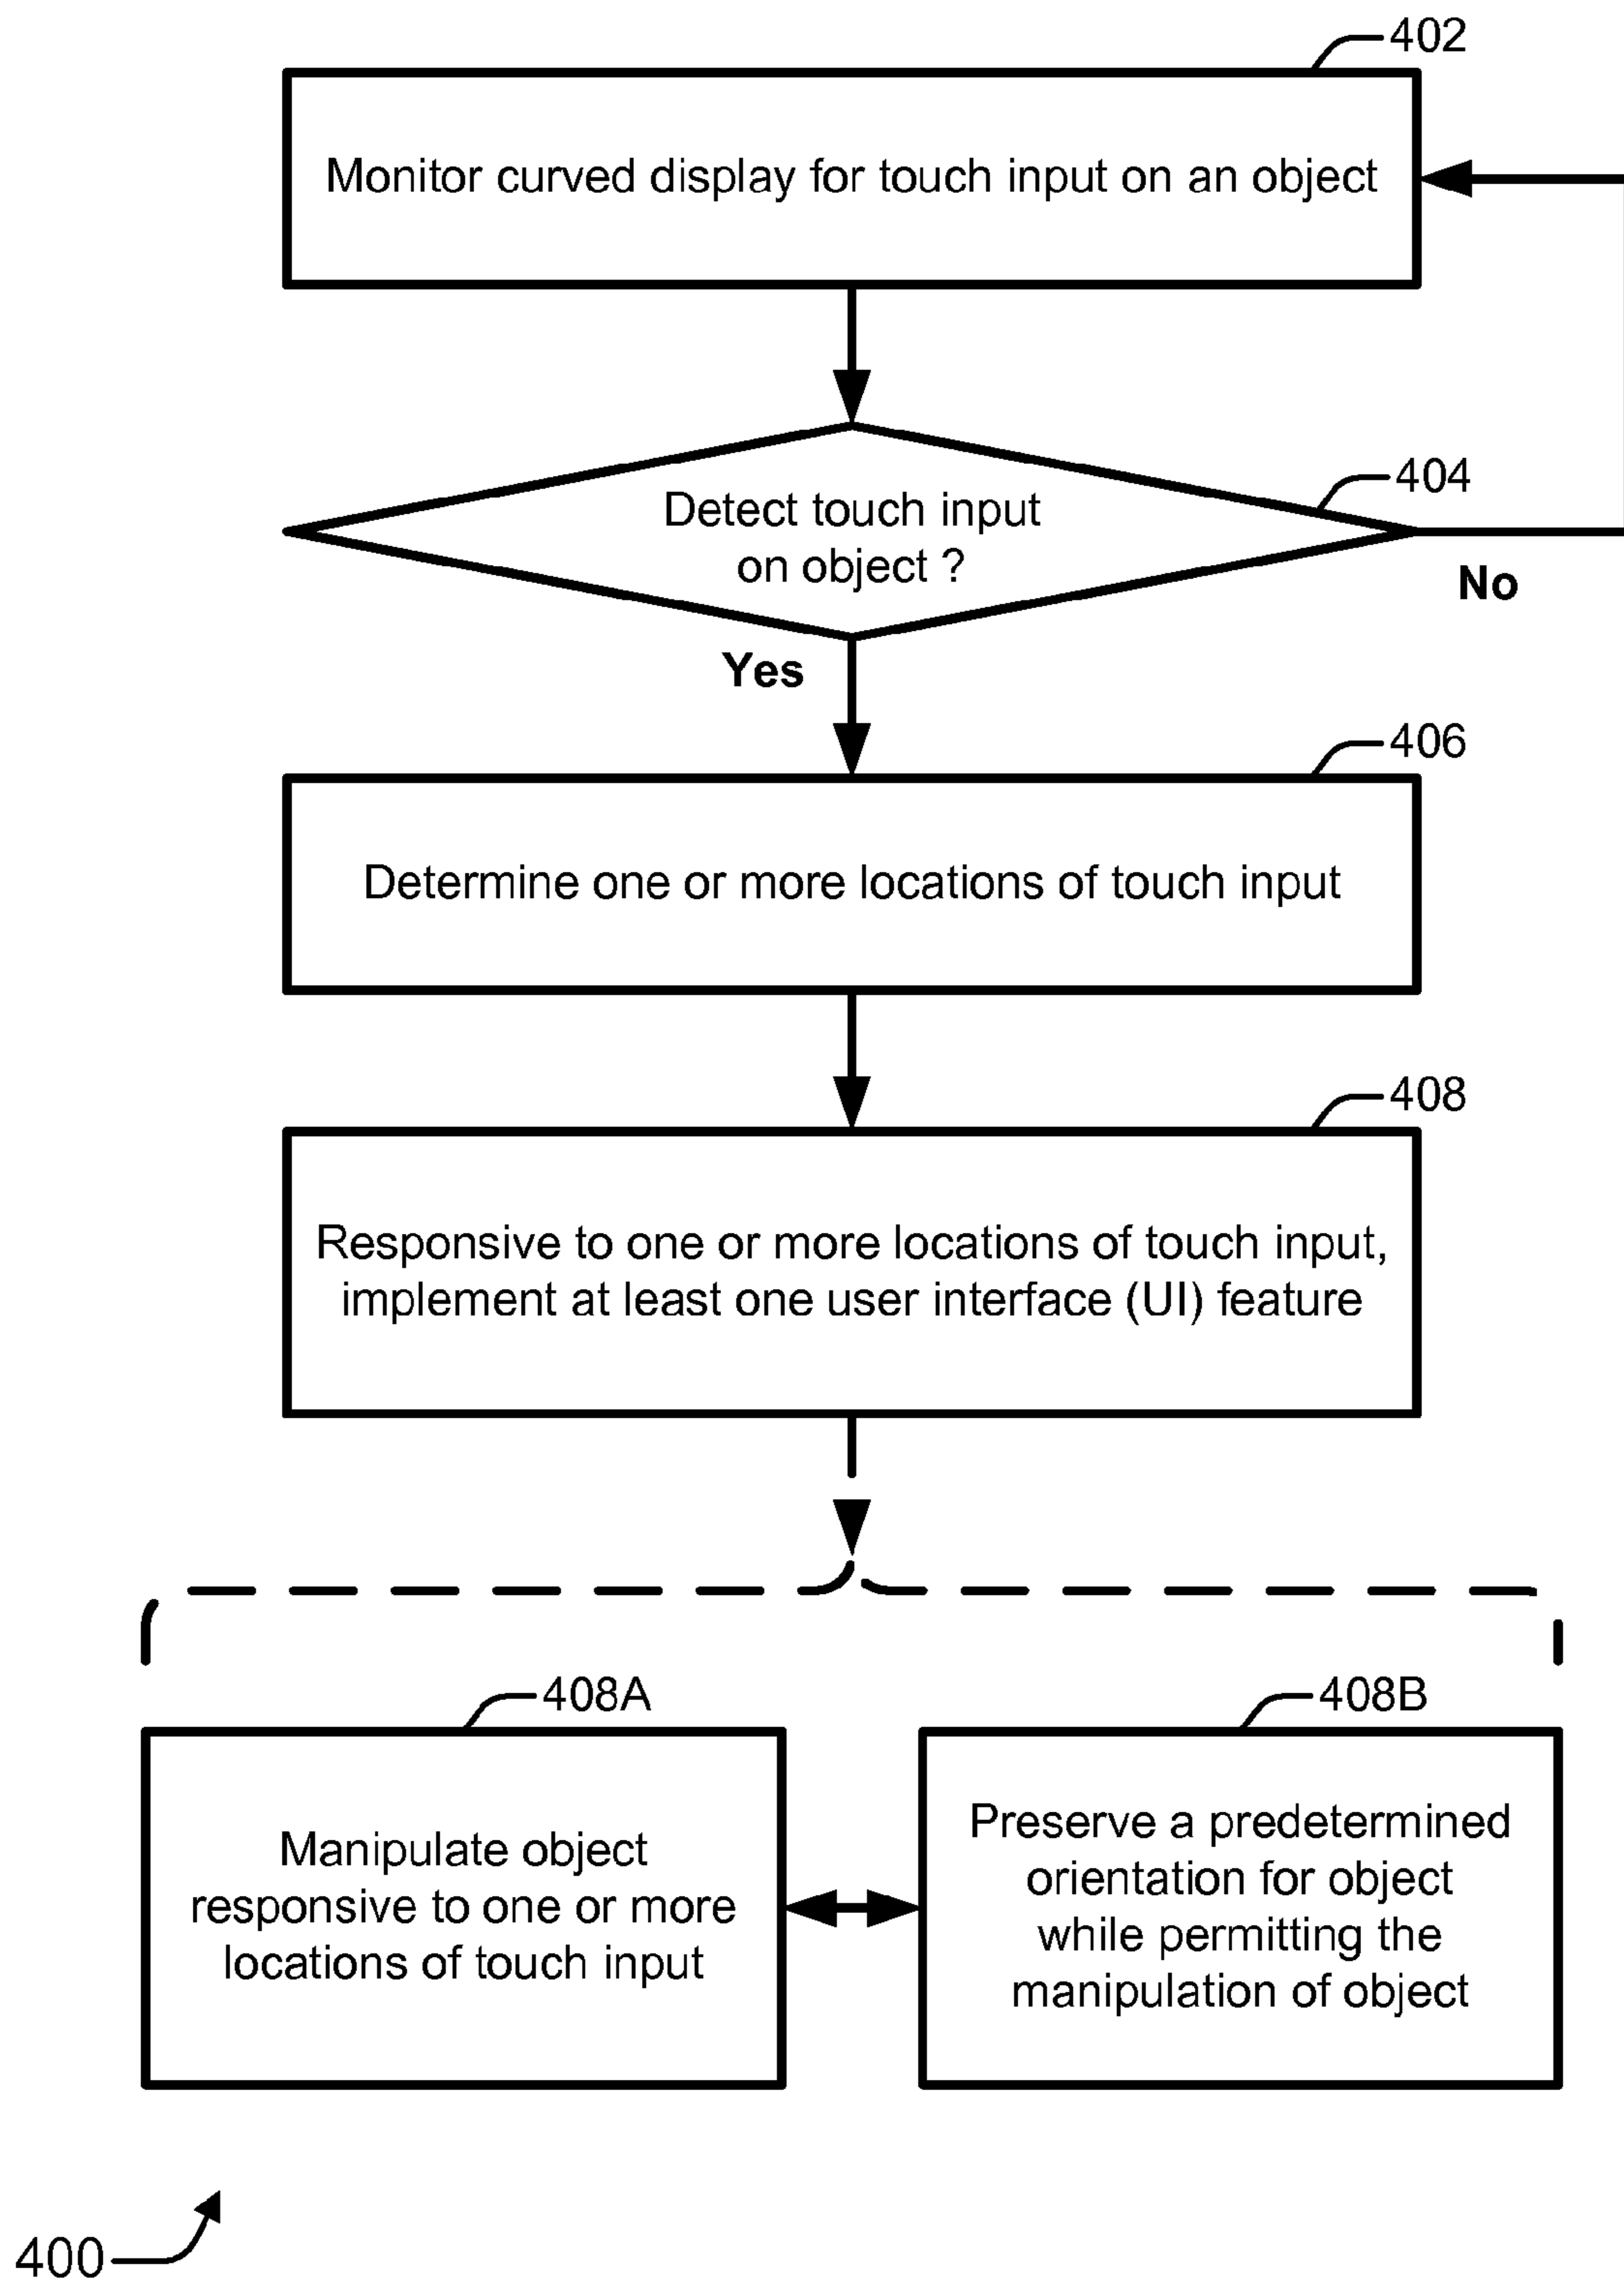 402
Monitor curved display for touch input on an object
404
Detect touch input
on object ?
No
Yes
406
Determine one or more locations of touch input
408
Responsive to one or more locations of touch input,
implement at least one user interface (UI) feature
408A
Manipulate object
responsive to one or more
locations of touch input
408B
Preserve a predetermined
orientation for object
while permitting the
manipulation of object
400